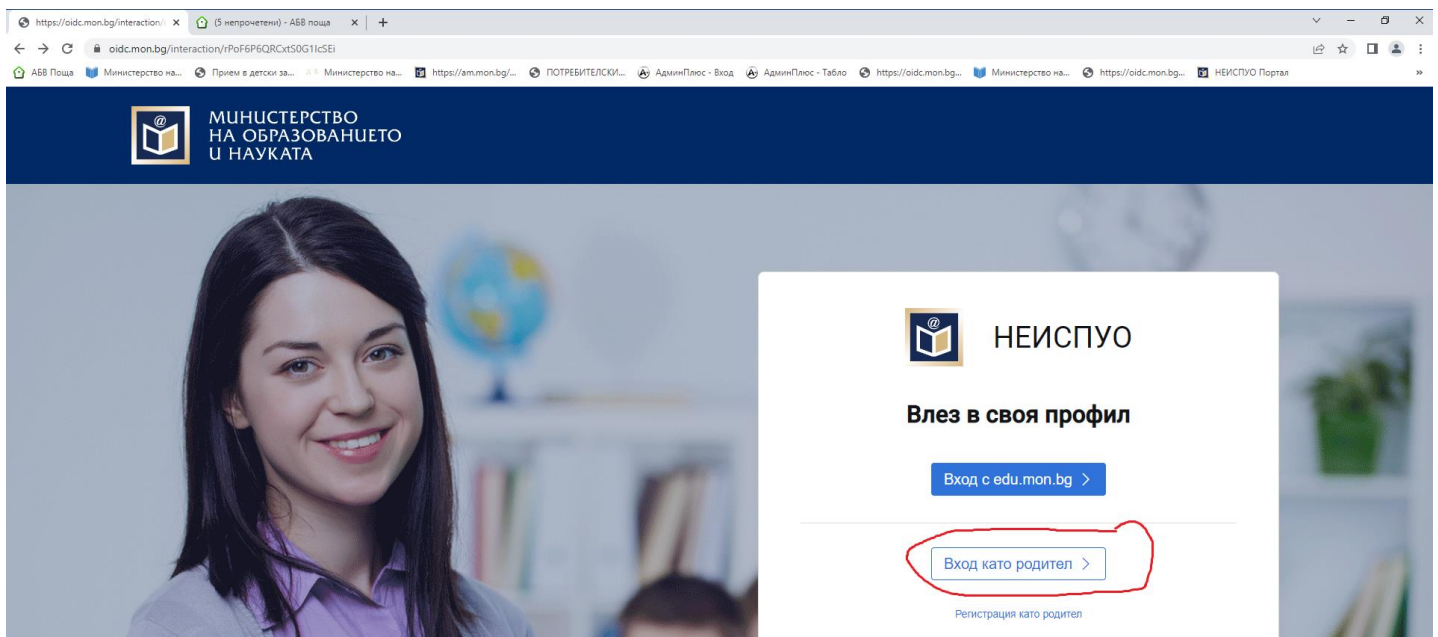 https://oidc.mon.bg/interaction/
(5 непрочетени) - АБВ поща
oidc.mon.bg/interaction/rPoF6P6QRCxtS0G1IcSEi
АБВ Поща
Министерство на...
Прием в детски за...
Министерство на...
https://am.mon.bg/...
ПОТРЕБИТЕЛСКИ...
АдминПлюс - Вход
АдминПлюс - Табло
https://oidc.mon.bg...
Министерство на...
https://oidc.mon.bg...
НЕИСПУО Портал
МИНИСТЕРСТВО
НА ОБРАЗОВАНИЕТО
И НАУКАТА
НЕИСПУО
Влез в своя профил
Вход с edu.mon.bg
Вход като родител
Регистрация като родител